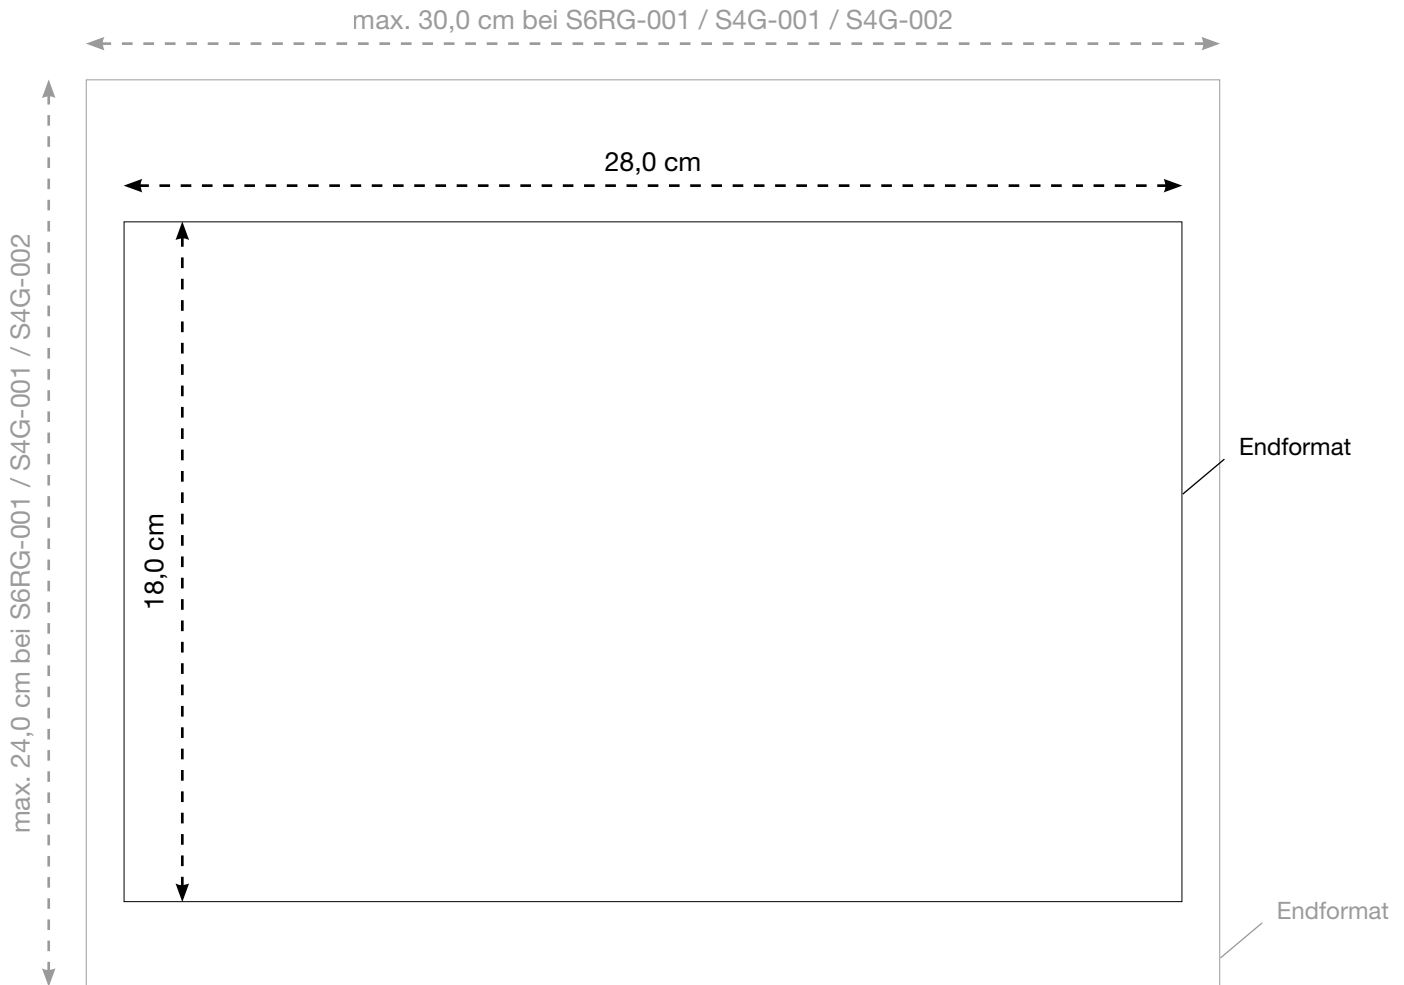 max. 30,0 cm bei S6RG-001 / S4G-001 / S4G-002
28,0 cm
max. 24,0 cm bei S6RG-001 / S4G-001 / S4G-002
18,0 cm
Endformat
Endformat